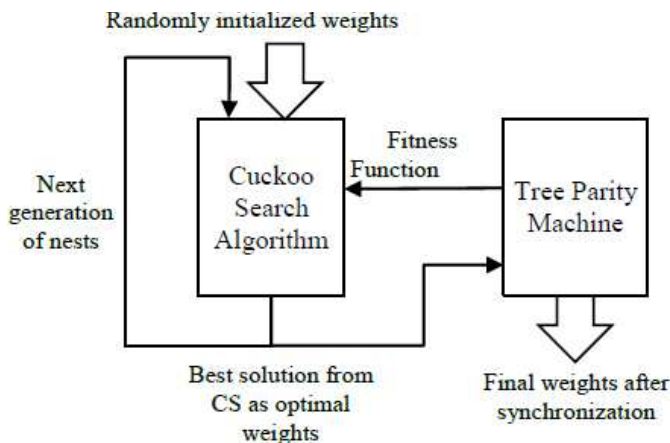 Randomly initialized weights
Fitness
Function
Cuckoo
Search
Algorithm
Tree Parity
Machine
Next
generation
of nests
Best solution from
CS as optimal
weights
Final weights after
synchronization